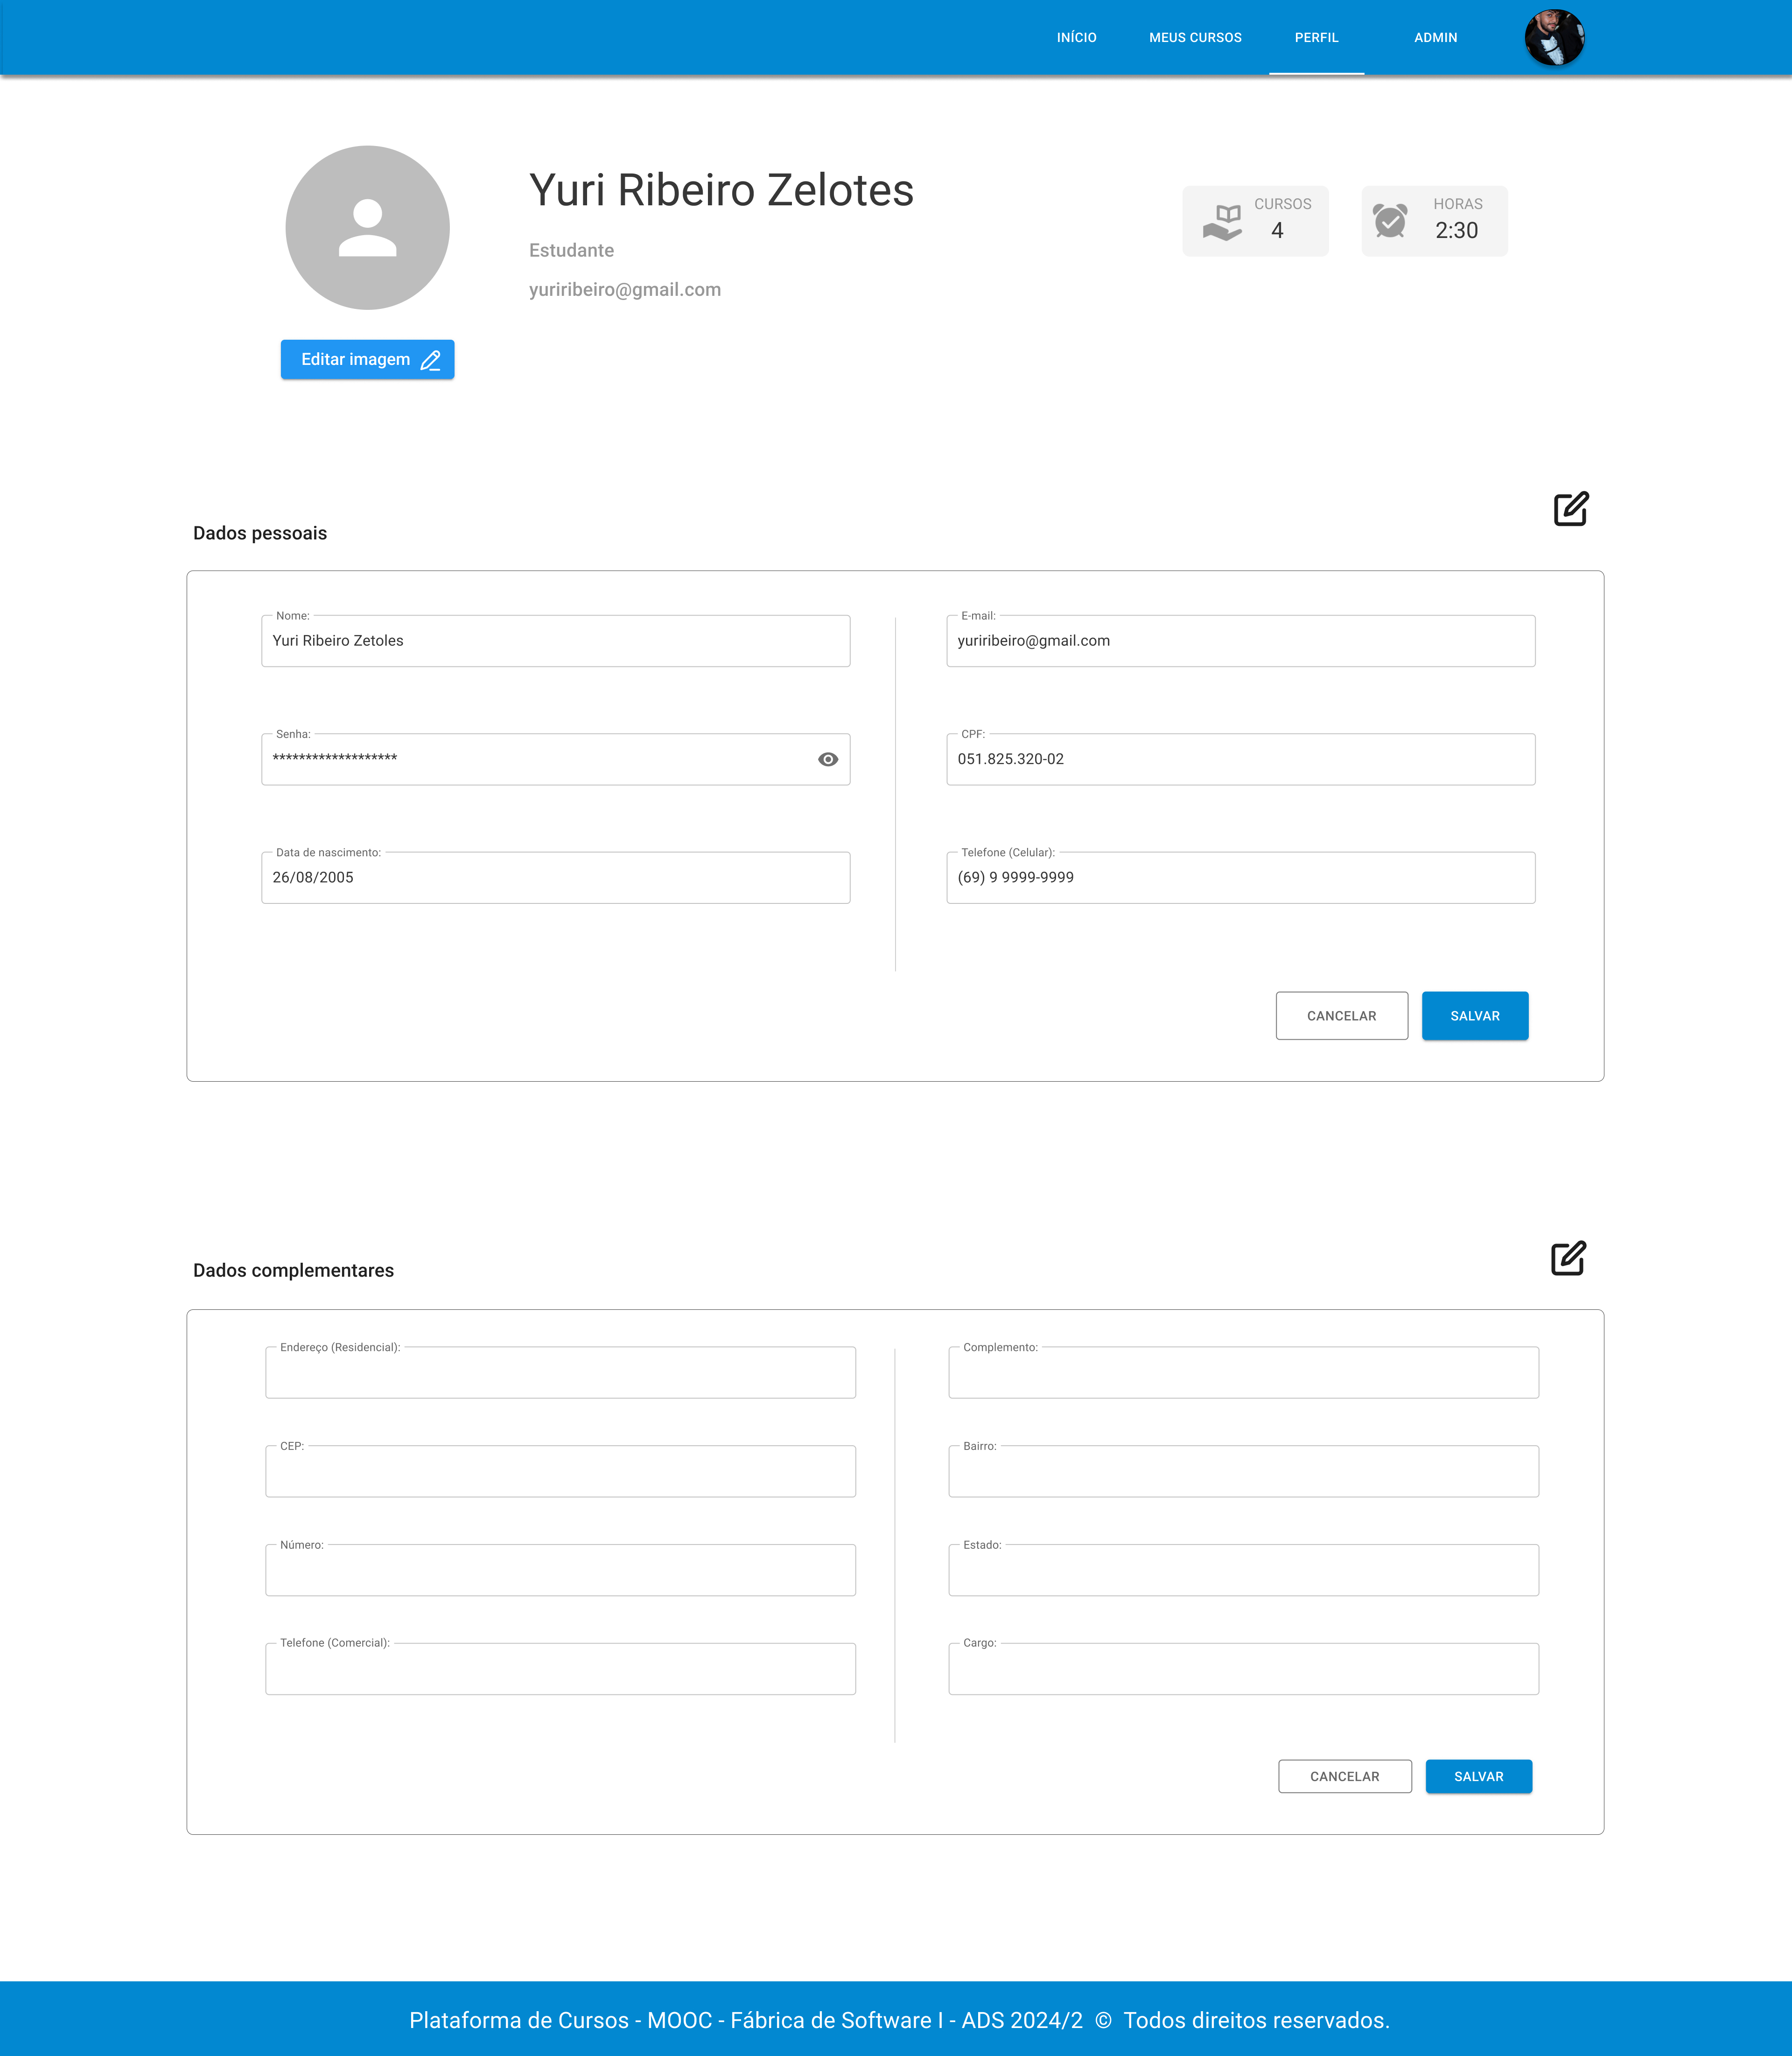 INÍCIO MEUS CURSOS PERFIL ADMIN
Yuri Ribeiro Zelotes
Estudante
yuriribeiro@gmail.com
CURSOS
4
HORAS
2:30
Editar imagem
Dados pessoais
Nome:
Yuri Ribeiro Zetoles
E-mail:
yuriribeiro@gmail.com
Senha:
*******************
CPF:
051.825.320-02
Data de nascimento:
26/08/2005
Telefone (Celular):
(69) 9 9999-9999
CANCELAR SALVAR
Dados complementares
Endereço (Residencial):
Complemento:
CEP:
Bairro:
Número:
Estado:
Telefone (Comercial):
Cargo:
CANCELAR SALVAR
Plataforma de Cursos - MOOC - Fábrica de Software I - ADS 2024/2 © Todos direitos reservados.